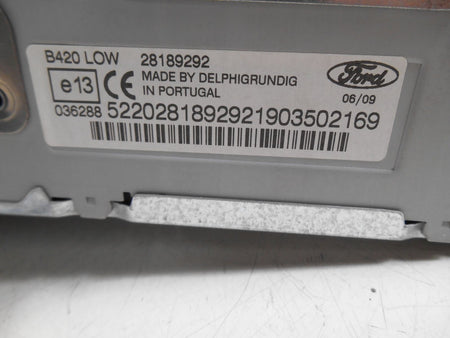 B420 LOW 28189292
Ford
e13 CE MADE BY DELPHIGRUNDIG
IN PORTUGAL
06/09
036288 5220281892921903502169